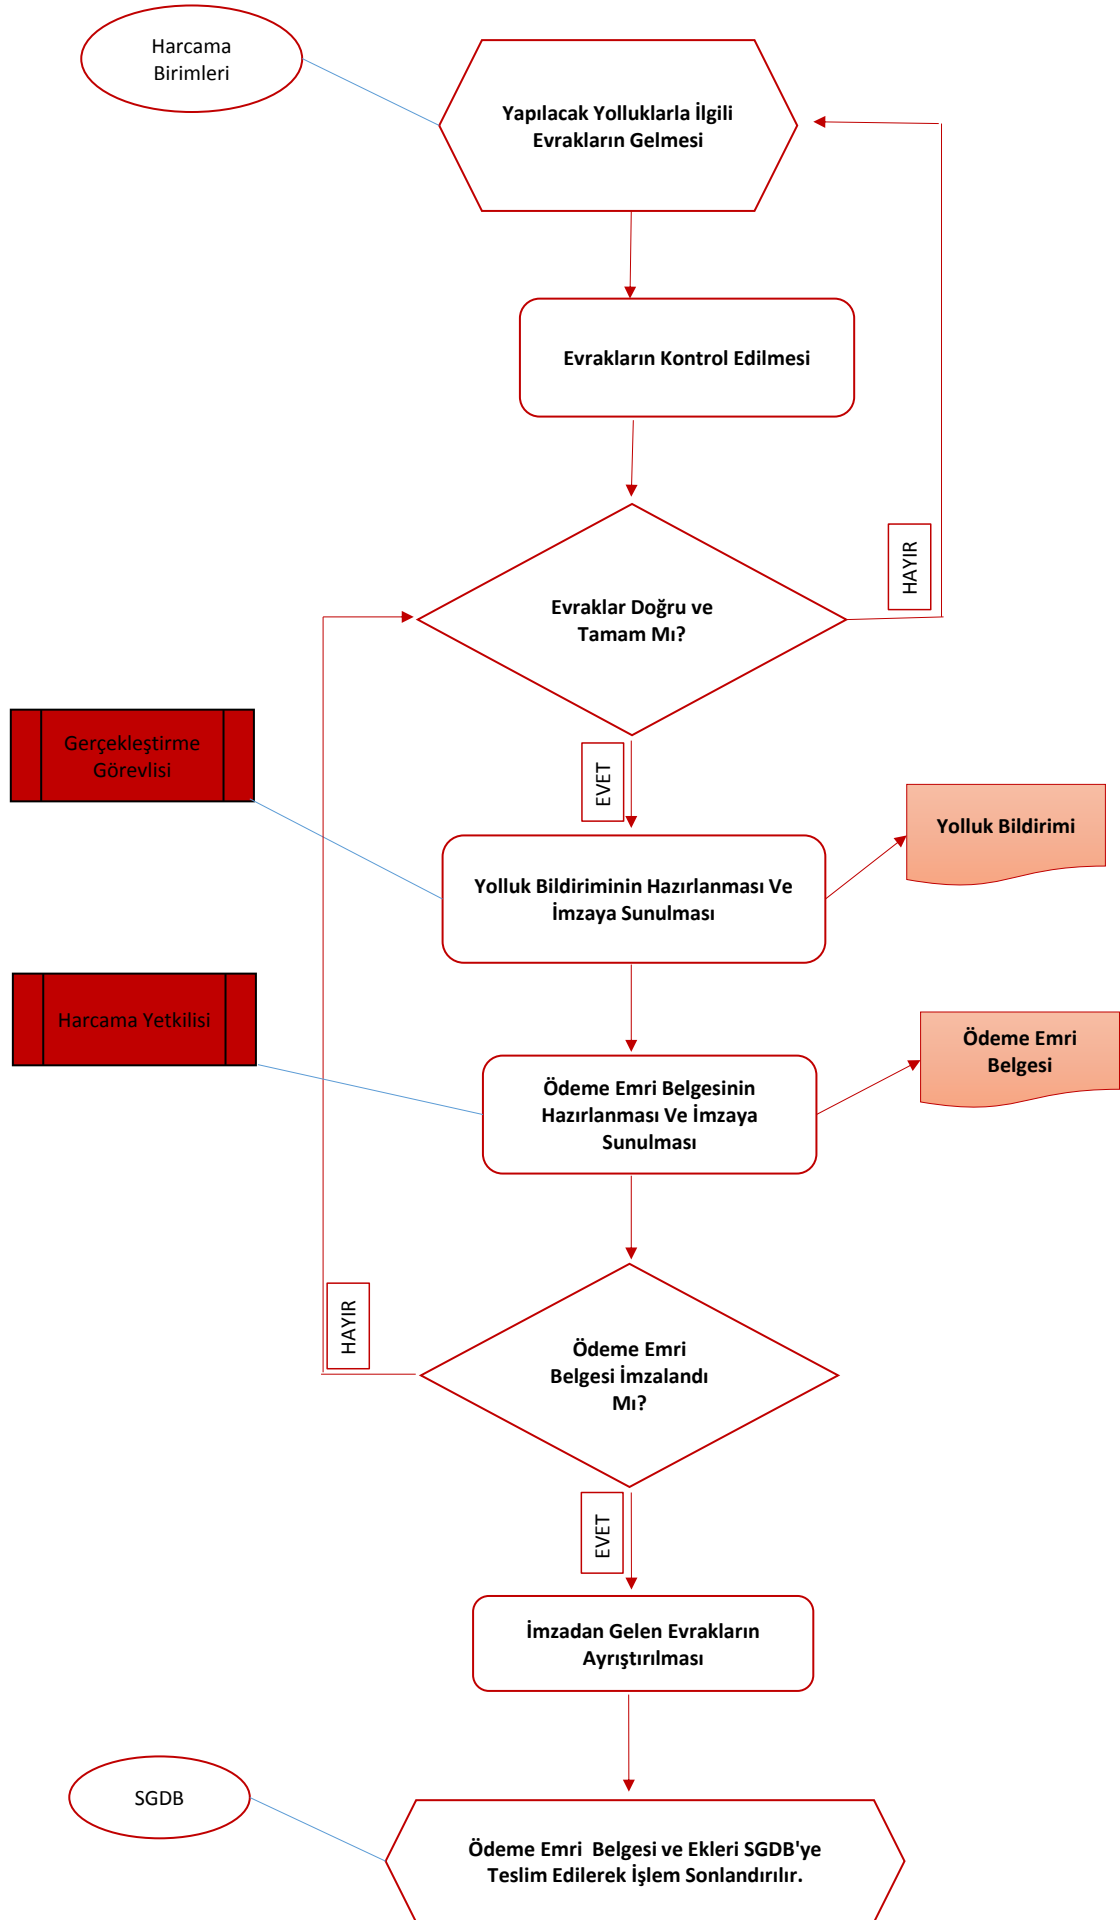 Harcama
Birimleri
Yapılacak Yolluklarla İlgili
Evrakların Gelmesi
Evrakların Kontrol Edilmesi
HAYIR
Evraklar Doğru ve
Tamam Mı?
Gerçekleştirme
Görevlisi
EVET
Yolluk Bildirimi
Yolluk Bildiriminin Hazırlanması Ve
İmzaya Sunulması
Harcama Yetkilisi
Ödeme Emri
Belgesi
Ödeme Emri Belgesinin
Hazırlanması Ve İmzaya
Sunulması
HAYIR
Ödeme Emri
Belgesi İmzalandı
Mı?
EVET
İmzadan Gelen Evrakların
Ayrıştırılması
SGDB
Ödeme Emri  Belgesi ve Ekleri SGDB'ye
Teslim Edilerek İşlem Sonlandırılır.